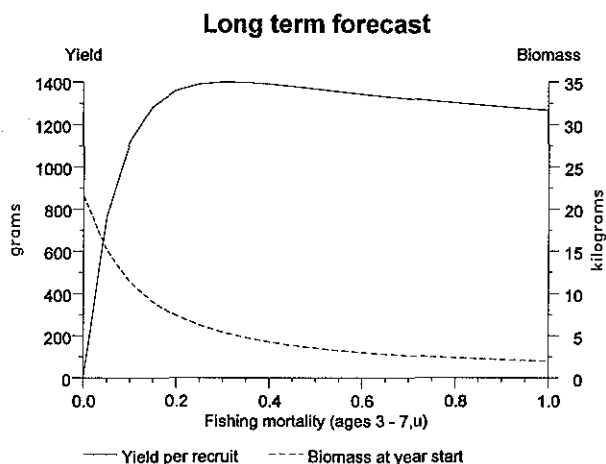 Long term forecast
Yield Biomass
1400 35
1200 30
1000 25
800 20
600 15
400 10
200 5
0 0
grams
kilograms
0.0 0.2 0.4 0.6 0.8 1.0
Fishing mortality (ages 3 - 7,u)
Yield per recruit Biomass at year start